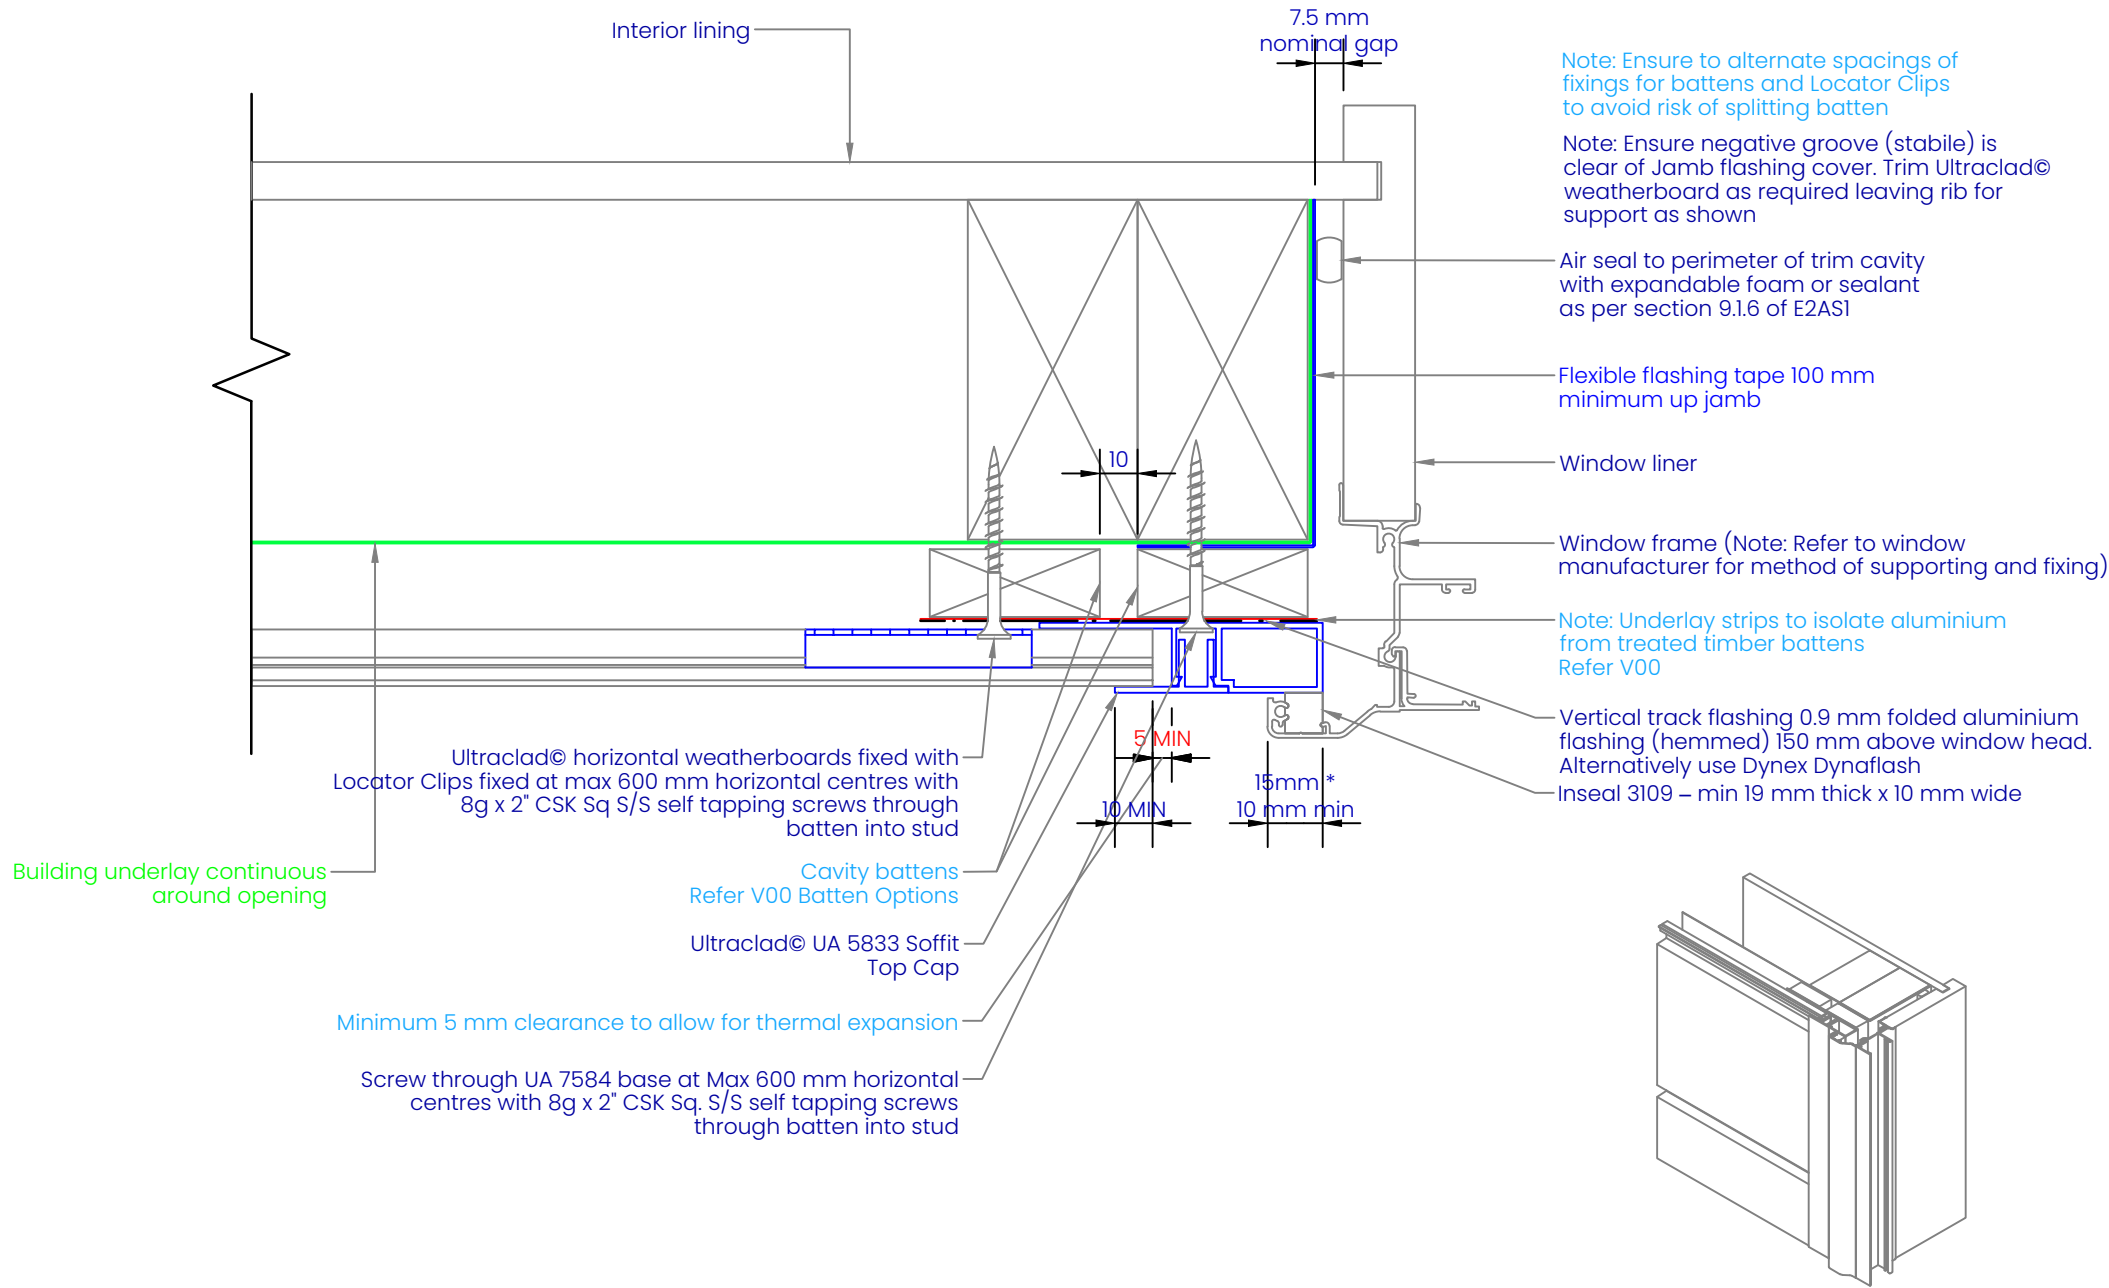 Interior lining
7.5 mm
nominal gap
Note: Ensure to alternate spacings of
fixings for battens and Locator Clips
to avoid risk of splitting batten
Note: Ensure negative groove (stabile) is
clear of Jamb flashing cover. Trim Ultraclad©
weatherboard as required leaving rib for
support as shown
Air seal to perimeter of trim cavity
with expandable foam or sealant
as per section 9.1.6 of E2AS1
Flexible flashing tape 100 mm
minimum up jamb
10
Window liner
Window frame (Note: Refer to window
manufacturer for method of supporting and fixing)
Note: Underlay strips to isolate aluminium
from treated timber battens
Refer V00
Vertical track flashing 0.9 mm folded aluminium
flashing (hemmed) 150 mm above window head.
Alternatively use Dynex Dynaflash
Inseal 3109 – min 19 mm thick x 10 mm wide
5 MIN
15mm *
10 mm min
10 MIN
Ultraclad© horizontal weatherboards fixed with
Locator Clips fixed at max 600 mm horizontal centres with
8g x 2" CSK Sq S/S self tapping screws through
batten into stud
Building underlay continuous
around opening
Cavity battens
Refer V00 Batten Options
Ultraclad© UA 5833 Soffit
Top Cap
Minimum 5 mm clearance to allow for thermal expansion
Screw through UA 7584 base at Max 600 mm horizontal
centres with 8g x 2" CSK Sq. S/S self tapping screws
through batten into stud